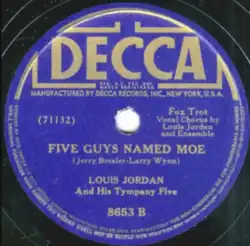 DECCA
MANUFACTURED BY DECCA RECORDS, INC., NEW YORK, U.S.A.
(71132)
Fox Trot
Vocal Chorus by
Louis Jordan
and Ensemble
FIVE GUYS NAMED MOE
(Jerry Bresler-Larry Wynn)
LOUIS JORDAN
And His Tympany Five
8653 B